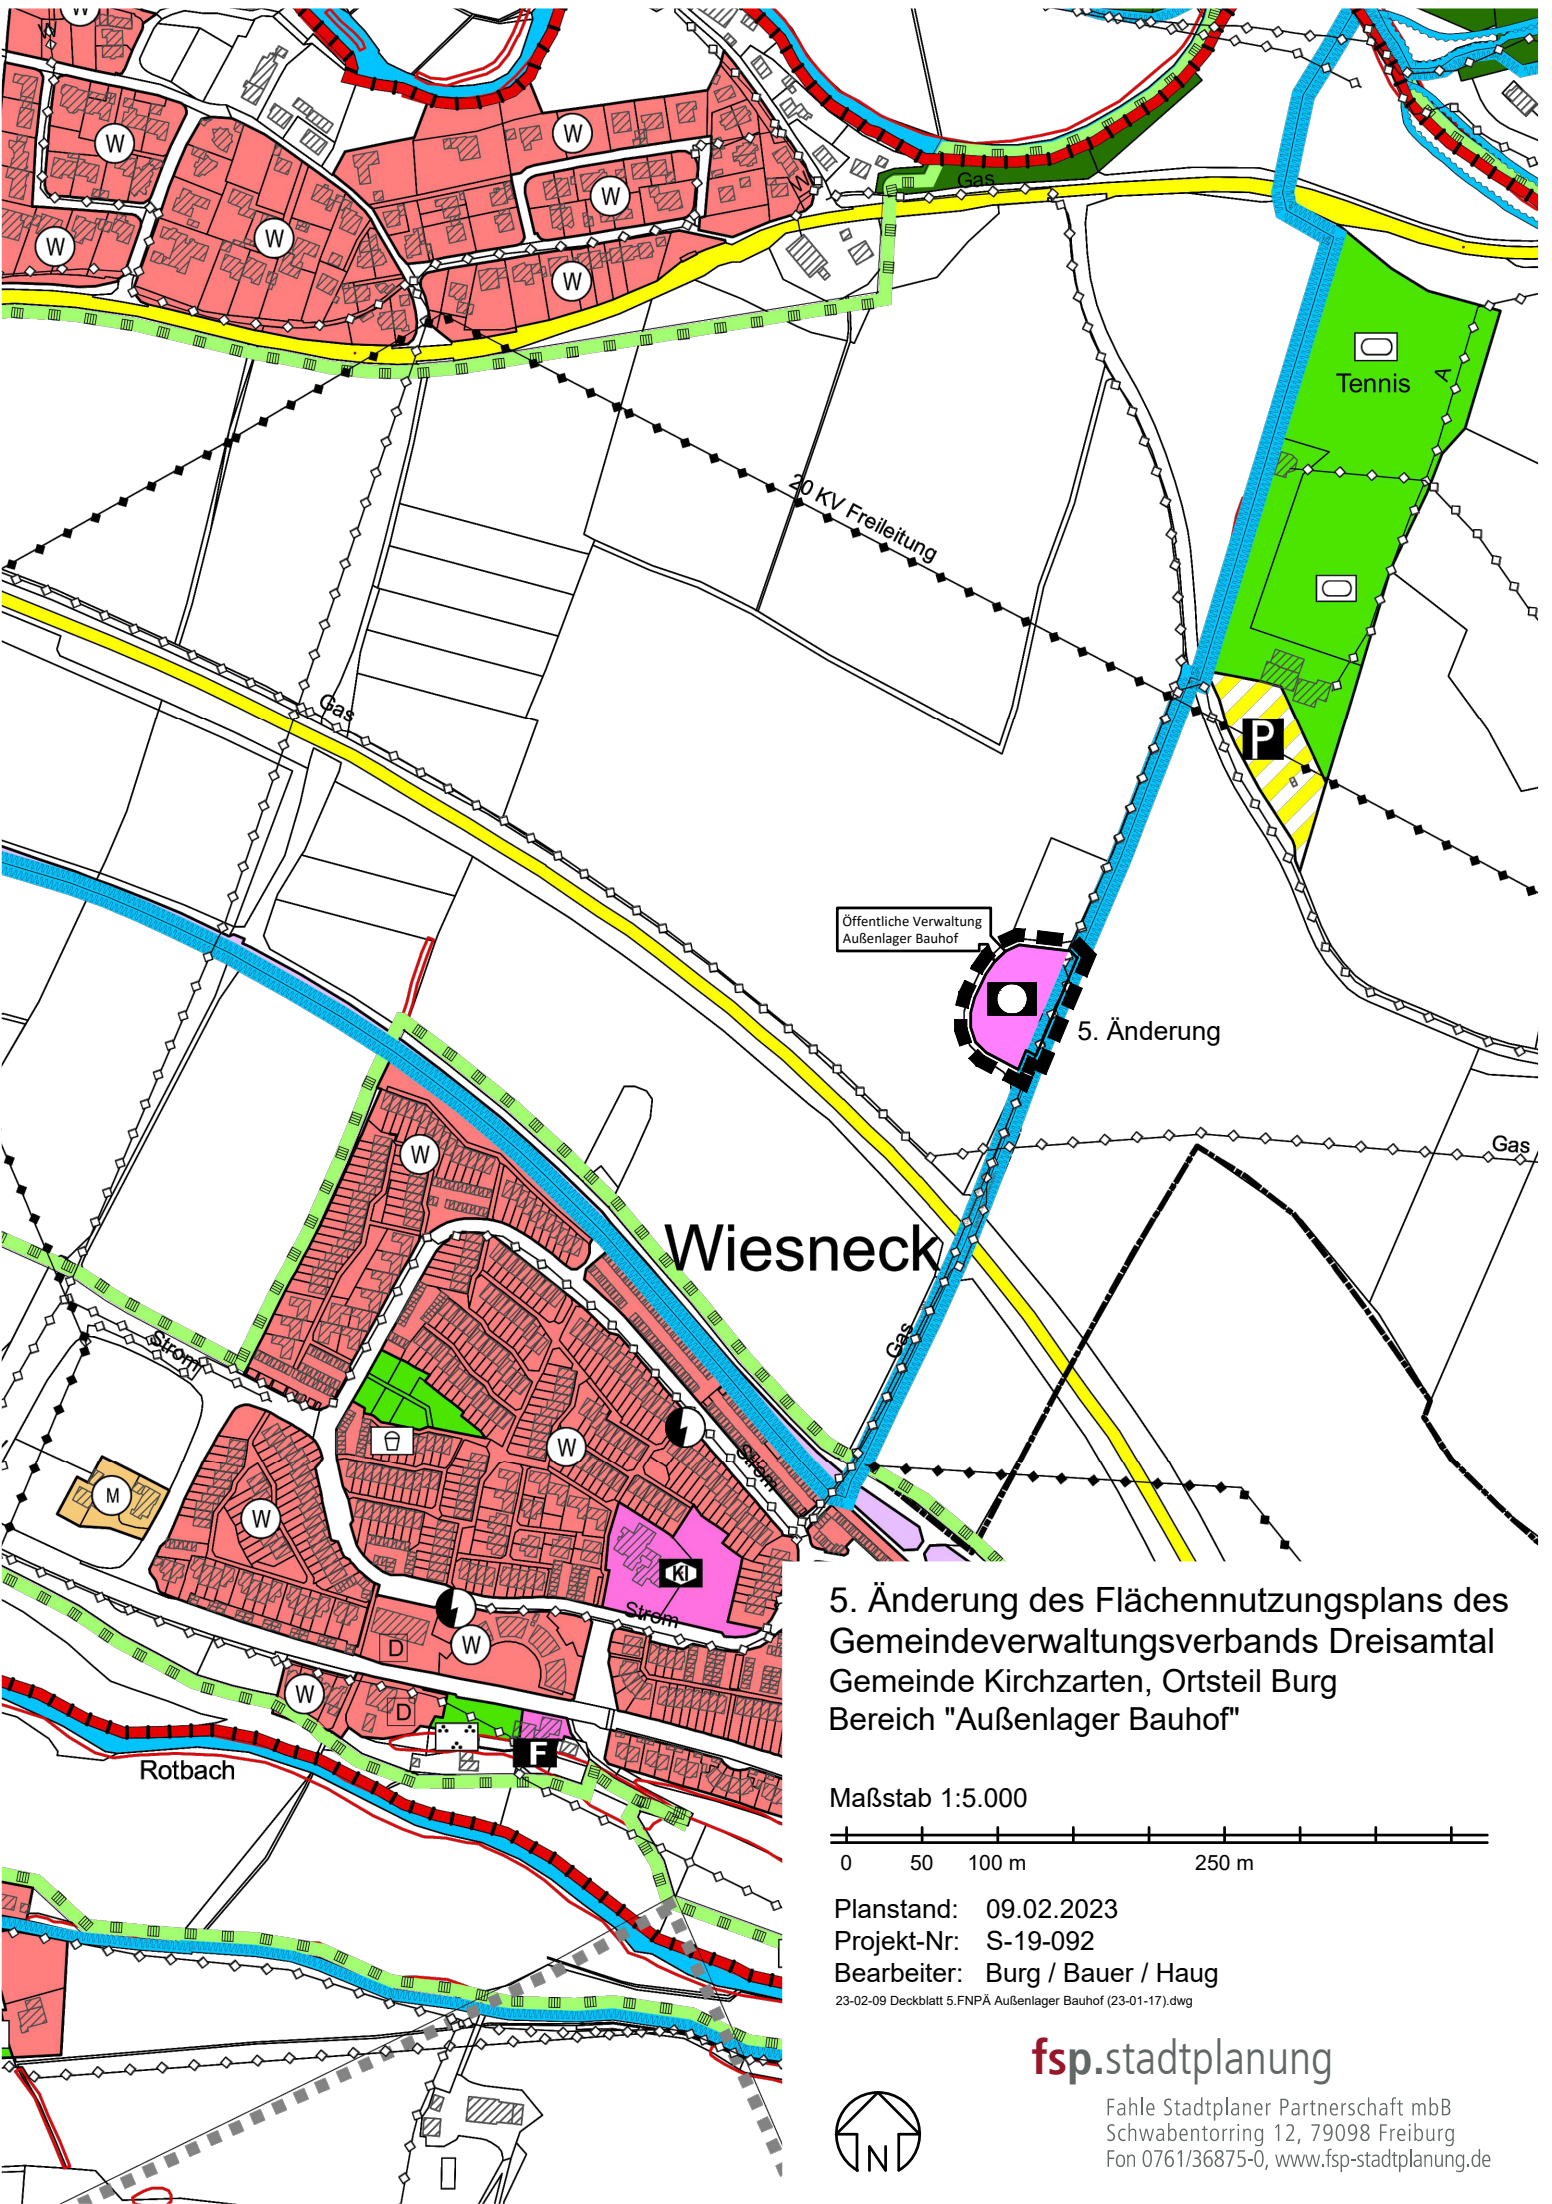 W
W
W
W
W
W
W
W
W
Gas
Tennis
A
20 KV Freileitung
Gas
P
Öffentliche Verwaltung
Außenlager Bauhof
5. Änderung
Gas
W
Wiesneck
Gas
Strom
W
Strom
M
W
KI
Strom
D
W
W
D
F
Rotbach
5. Änderung des Flächennutzungsplans des
Gemeindeverwaltungsverbands Dreisamtal
Gemeinde Kirchzarten, Ortsteil Burg
Bereich "Außenlager Bauhof"
Maßstab 1:5.000
0 50 100 m 250 m
Planstand: 09.02.2023
Projekt-Nr: S-19-092
Bearbeiter: Burg / Bauer / Haug
23-02-09 Deckblatt 5.FNPÄ Außenlager Bauhof (23-01-17).dwg
fsp.stadtplanung
Fahle Stadtplaner Partnerschaft mbB
Schwabentorring 12, 79098 Freiburg
Fon 0761/36875-0, www.fsp-stadtplanung.de
N